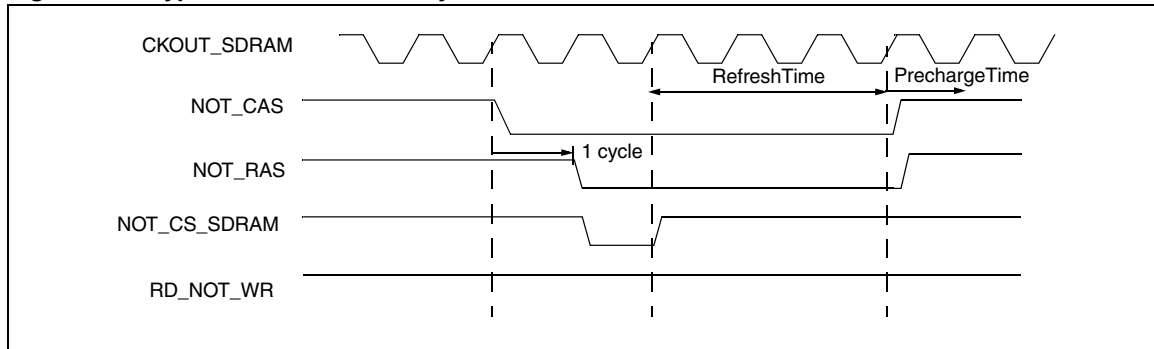 CKOUT_SDRAM
RefreshTime
PrechargeTime
NOT_CAS
1 cycle
NOT_RAS
NOT_CS_SDRAM
RD_NOT_WR